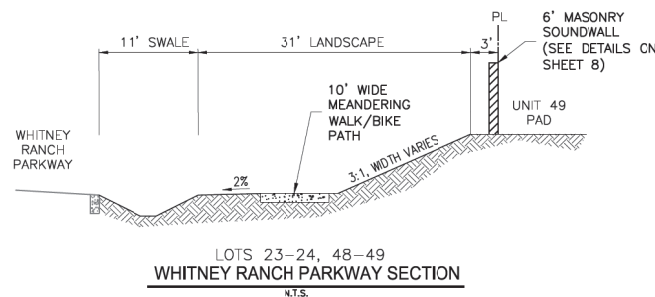 PL
11' SWALE
31' LANDSCAPE
3'
6' MASONRY
SOUNDWALL
(SEE DETAILS ON
SHEET 8)
10' WIDE
MEANDERING
WALK/BIKE
PATH
UNIT 49
PAD
WHITNEY
RANCH
PARKWAY
3:1, WIDTH VARIES
2%
LOTS 23-24, 48-49
WHITNEY RANCH PARKWAY SECTION
N.T.S.